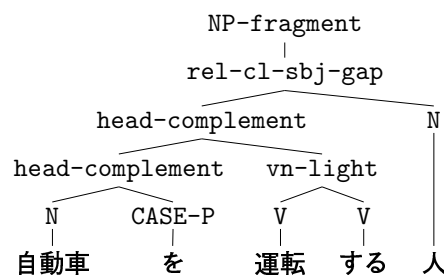 NP-fragment
rel-cl-sbj-gap
head-complement N
head-complement vn-light
N CASE-P V V
自動車 を 運転 する 人